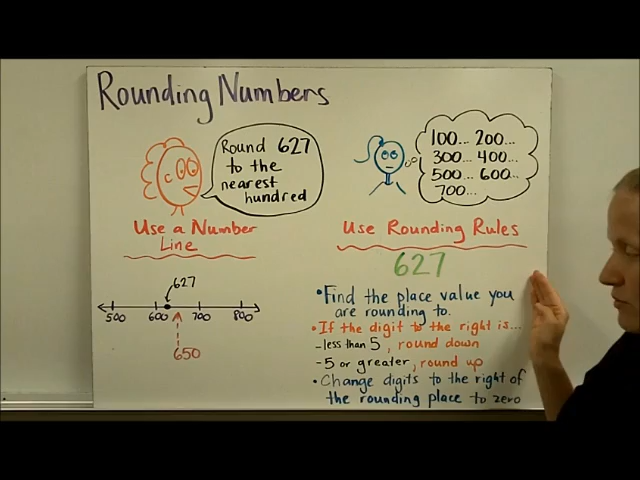 Rounding Numbers
Round 627
to the
nearest
hundred
100... 200...
300... 400...
500... 600...
700...
Use a Number
Line
627
500 600 700 800
650
Use Rounding Rules
627
• Find the place value you
are rounding to.
• If the digit to the right is...
- less than 5, round down
- 5 or greater, round up
• Change digits to the right of
the rounding place to zero